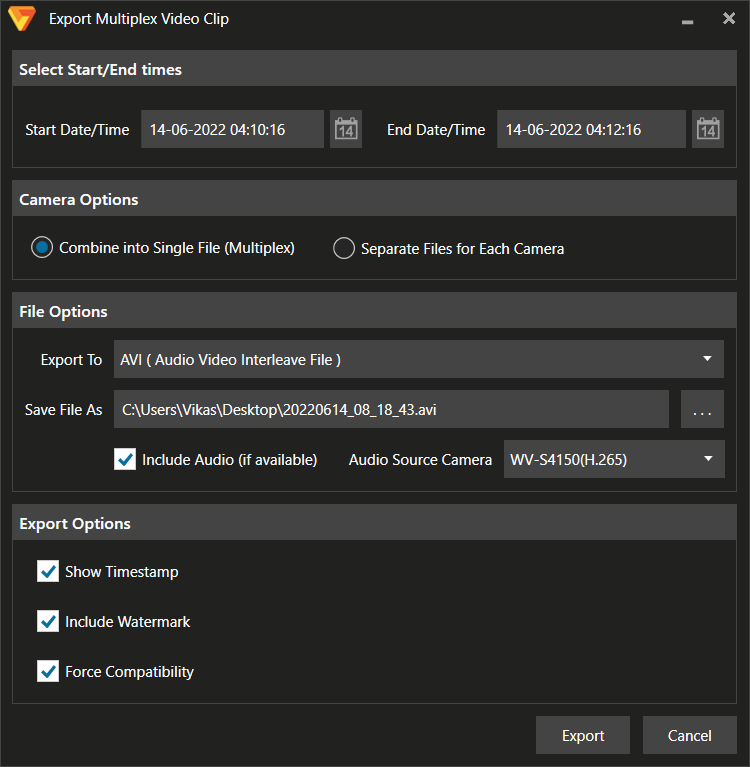 Export Multiplex Video Clip
Select Start/End times
Start Date/Time 14-06-2022 04:10:16 14 End Date/Time 14-06-2022 04:12:16 14
Camera Options
Combine into Single File (Multiplex) Separate Files for Each Camera
File Options
Export To AVI ( Audio Video Interleave File )
Save File As C:\Users\Vikas\Desktop\20220614_08_18_43.avi ...
Include Audio (if available) Audio Source Camera WV-S4150(H.265)
Export Options
Show Timestamp
Include Watermark
Force Compatibility
Export Cancel